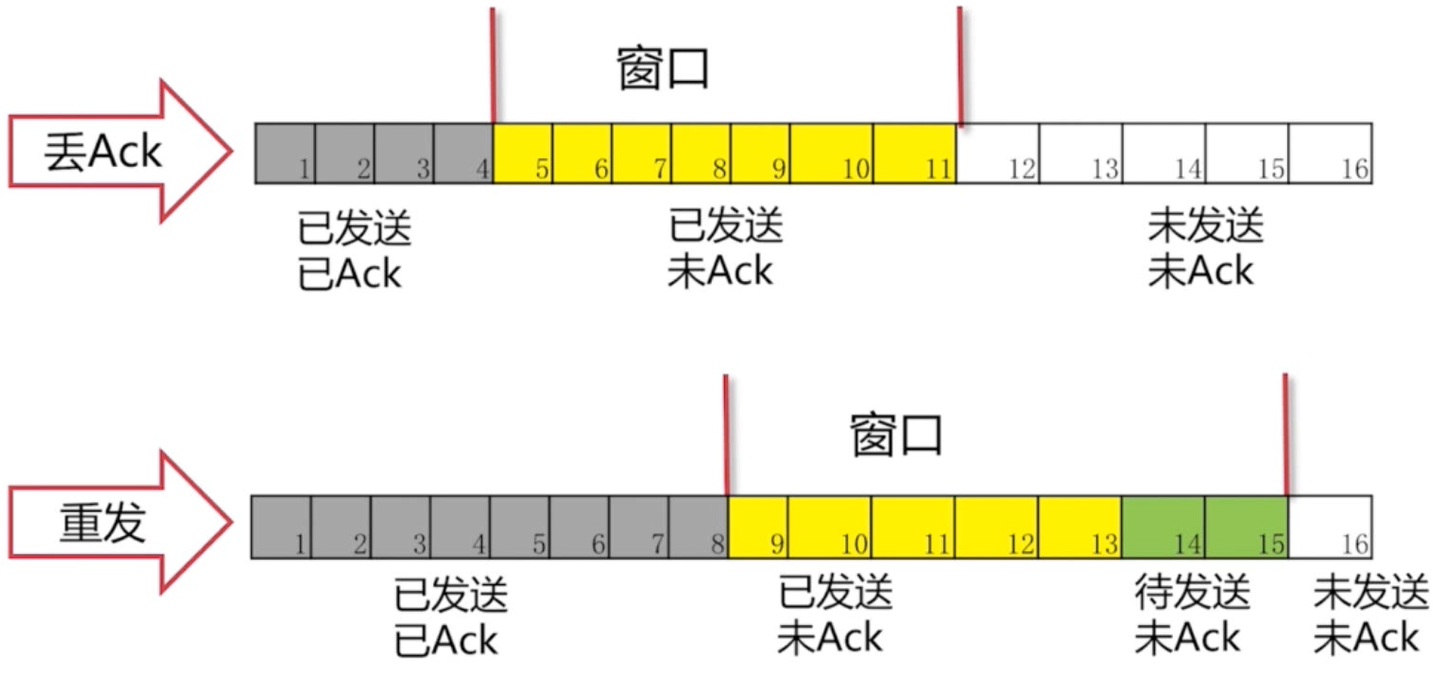 窗口
丢Ack
1 2 3 4 5 6 7 8 9 10 11 12 13 14 15 16
已发送 已发送 未发送
已Ack 未Ack 未Ack
窗口
重发
1 2 3 4 5 6 7 8 9 10 11 12 13 14 15 16
已发送 已发送 待发送 未发送
已Ack 未Ack 未Ack 未Ack